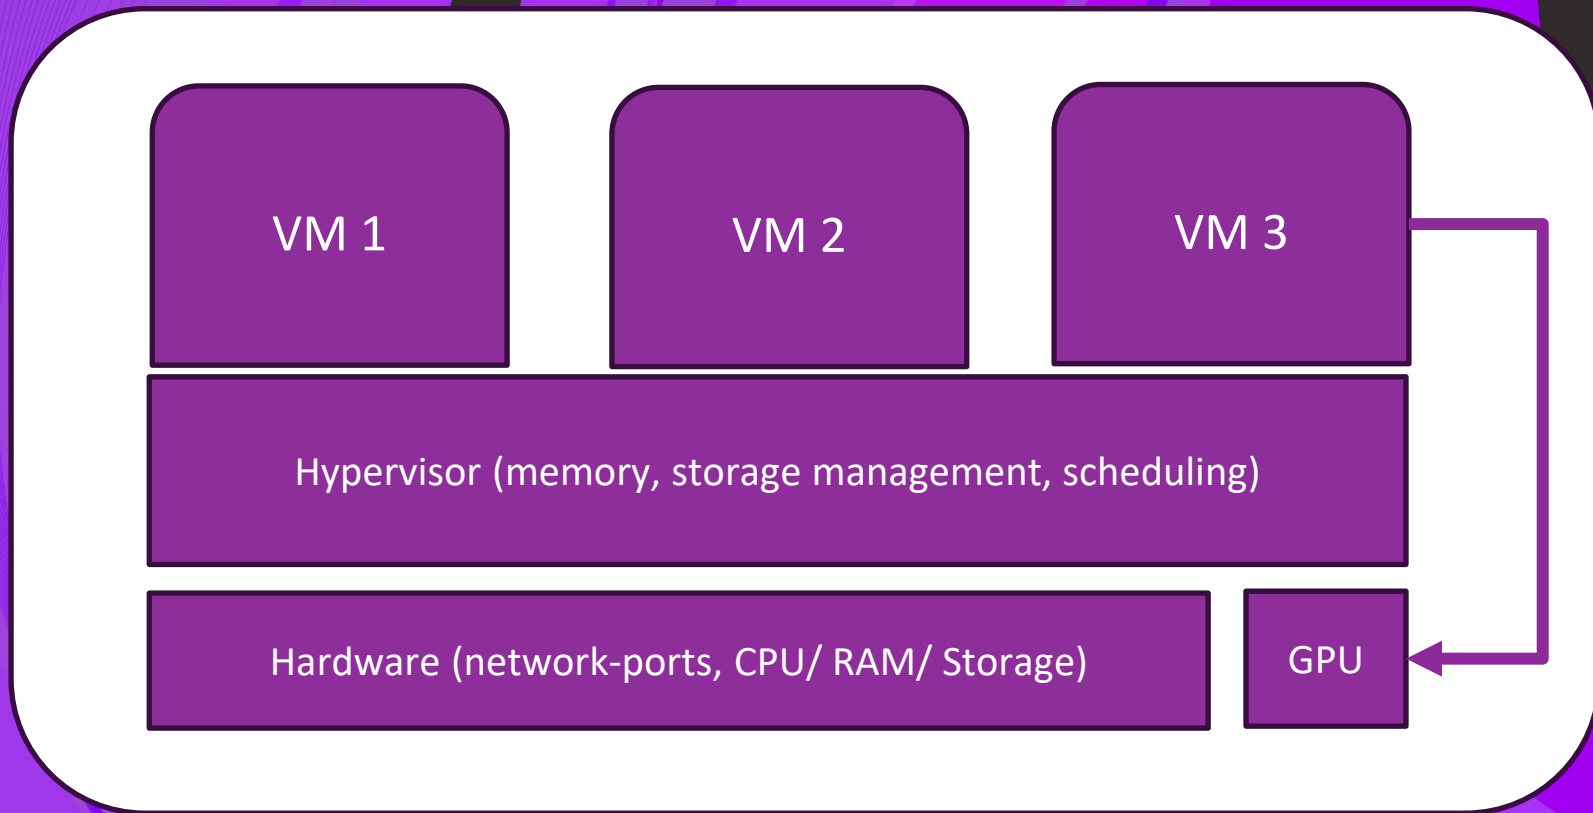 VM 1
VM 2
VM 3
Hypervisor (memory, storage management, scheduling)
Hardware (network-ports, CPU/ RAM/ Storage)
GPU